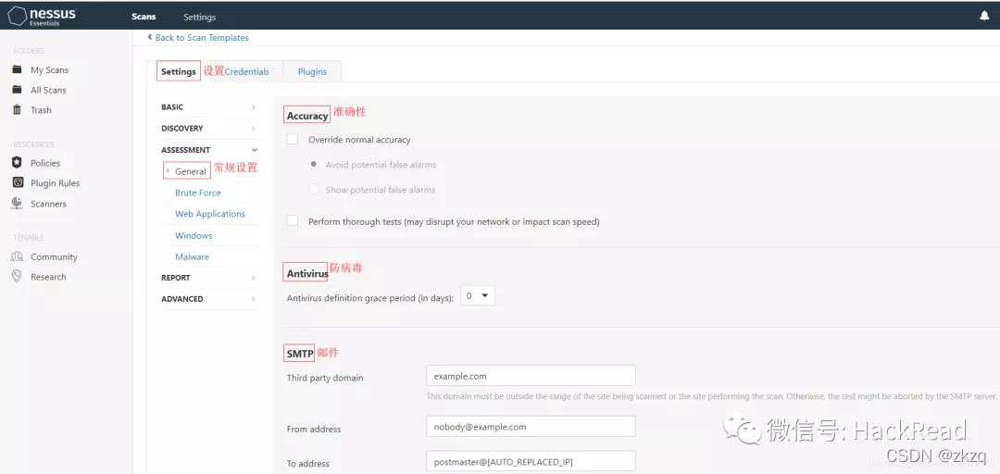 nessus
Essentials
Scans
Settings
Back to Scan Templates
FOLDERS
My Scans
All Scans
Trash
RESOURCES
Policies
Plugin Rules
Scanners
TENABLE
Community
Research
Settings 设置
Credentials
Plugins
BASIC
DISCOVERY
ASSESSMENT
General 常规设置
Brute Force
Web Applications
Windows
Malware
REPORT
ADVANCED
Accuracy 准确性
Override normal accuracy
Avoid potential false alarms
Show potential false alarms
Perform thorough tests (may disrupt your network or impact scan speed)
Antivirus 防病毒
Antivirus definition grace period (in days): 0
SMTP 邮件
Third party domain example.com
This domain must be outside the range of the site being scanned or the site performing the scan. Otherwise, the test might be aborted by the SMTP server.
From address nobody@example.com
To address postmaster@[AUTO_REPLACED_IP]
微信号: HackRead
CSDN @zkzq